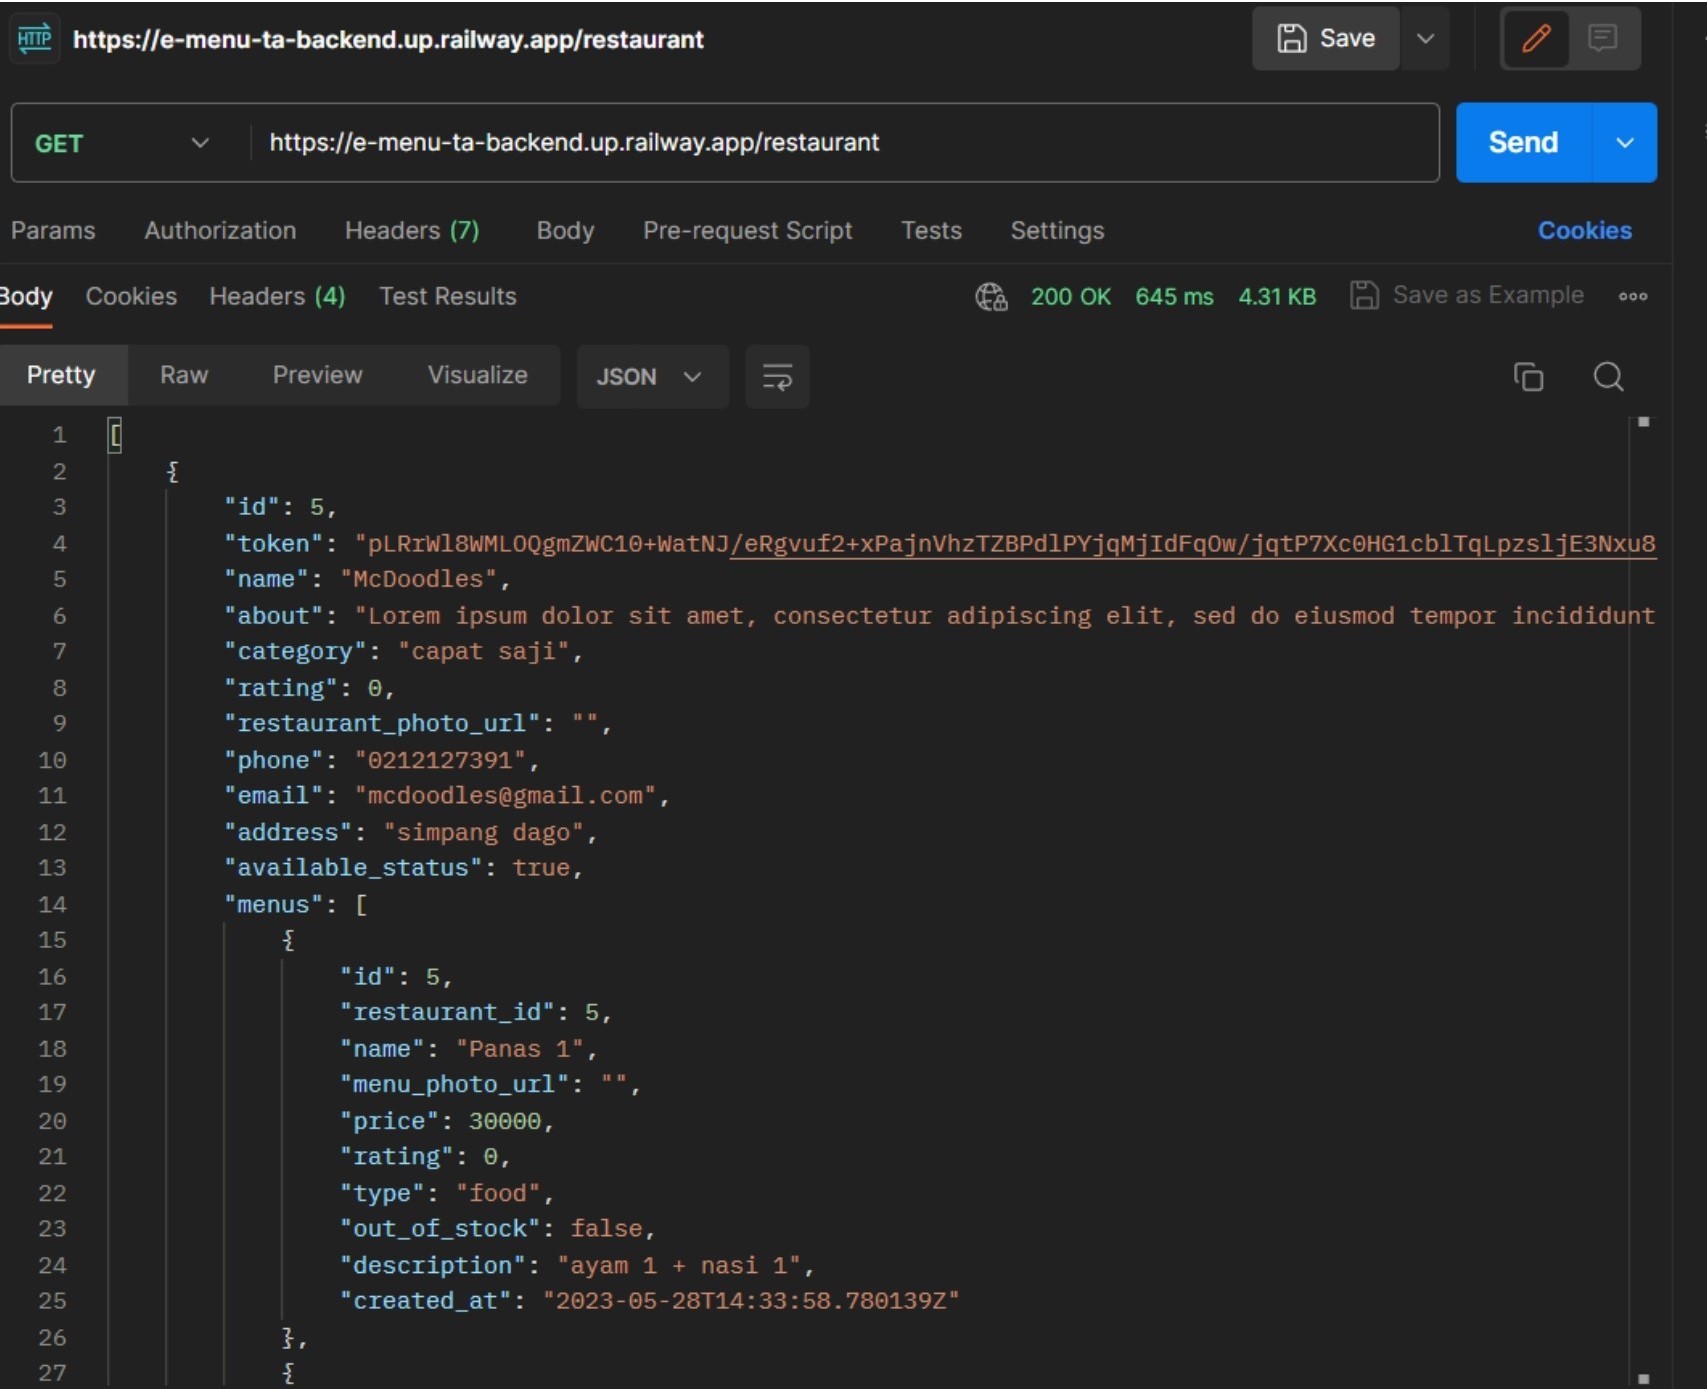 HTTP https://e-menu-ta-backend.up.railway.app/restaurant Save
GET https://e-menu-ta-backend.up.railway.app/restaurant Send
Params Authorization Headers (7) Body Pre-request Script Tests Settings Cookies
Body Cookies Headers (4) Test Results 200 OK 645 ms 4.31 KB Save as Example
Pretty Raw Preview Visualize JSON
1 [
2 {
3 "id": 5,
4 "token": "pLRrWl8WMLOQgmZWC10+WatNJ/eRgvuf2+xPajnVhzTZBPdlPYjqMjIdFqOw/jqtP7Xc0HG1cblTqLpzsljE3Nxu8
5 "name": "McDoodles",
6 "about": "Lorem ipsum dolor sit amet, consectetur adipiscing elit, sed do eiusmod tempor incididunt
7 "category": "capat saji",
8 "rating": 0,
9 "restaurant_photo_url": "",
10 "phone": "0212127391",
11 "email": "mcdoodles@gmail.com",
12 "address": "simpang dago",
13 "available_status": true,
14 "menus": [
15 {
16 "id": 5,
17 "restaurant_id": 5,
18 "name": "Panas 1",
19 "menu_photo_url": "",
20 "price": 30000,
21 "rating": 0,
22 "type": "food",
23 "out_of_stock": false,
24 "description": "ayam 1 + nasi 1",
25 "created_at": "2023-05-28T14:33:58.780139Z"
26 },
27 {